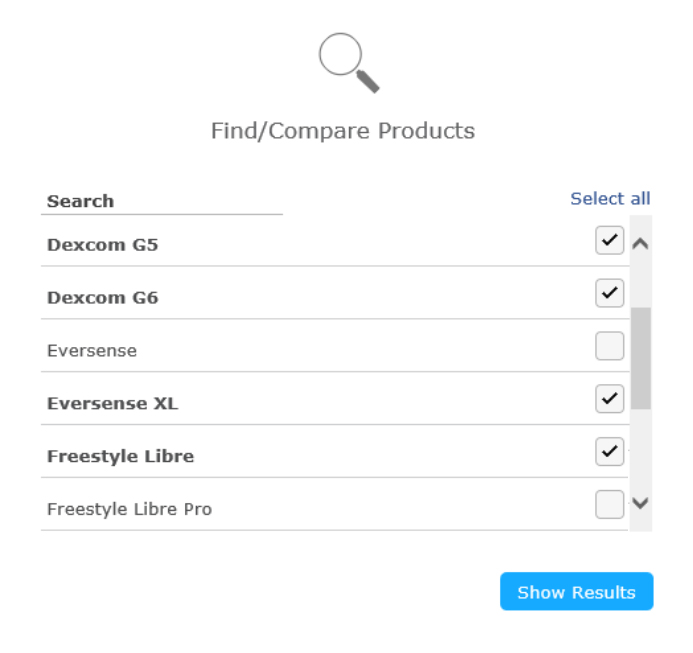 Find/Compare Products
Search
Select all
Dexcom G5
Dexcom G6
Eversense
Eversense XL
Freestyle Libre
Freestyle Libre Pro
Show Results